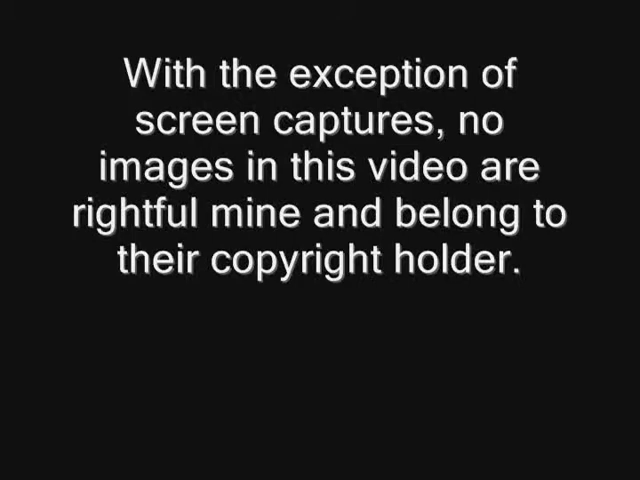 With the exception of
screen captures, no
images in this video are
rightful mine and belong to
their copyright holder.